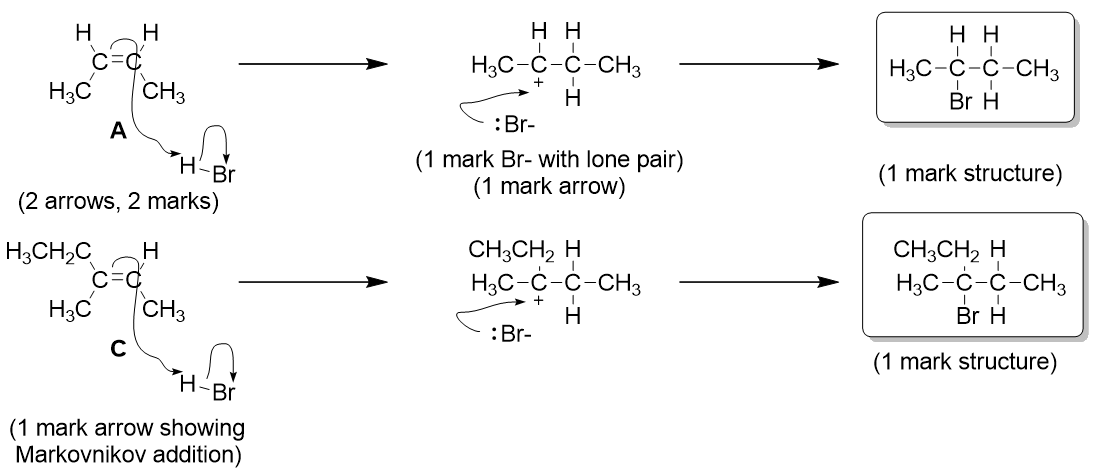 H H
C=C
H₃C CH₃
A
H-Br
(2 arrows, 2 marks)
H H
H₃C-C-C-CH₃
+ H
:Br-
(1 mark Br- with lone pair)
(1 mark arrow)
H H
H₃C-C-C-CH₃
Br H
(1 mark structure)
H₃CH₂C H
C=C
H₃C CH₃
C
H-Br
(1 mark arrow showing
Markovnikov addition)
CH₃CH₂ H
H₃C-C-C-CH₃
+ H
:Br-
CH₃CH₂ H
H₃C-C-C-CH₃
Br H
(1 mark structure)